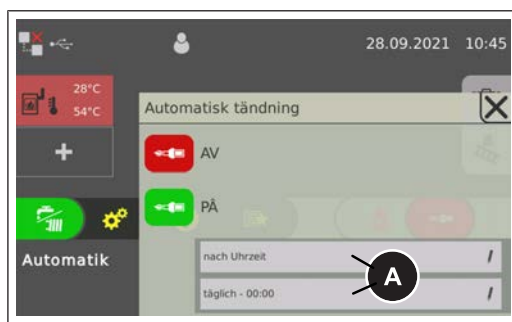 28.09.2021 10:45
28°C
54°C
Automatisk tändning
AV
PÅ
Automatik
nach Uhrzeit
täglich - 00:00
A